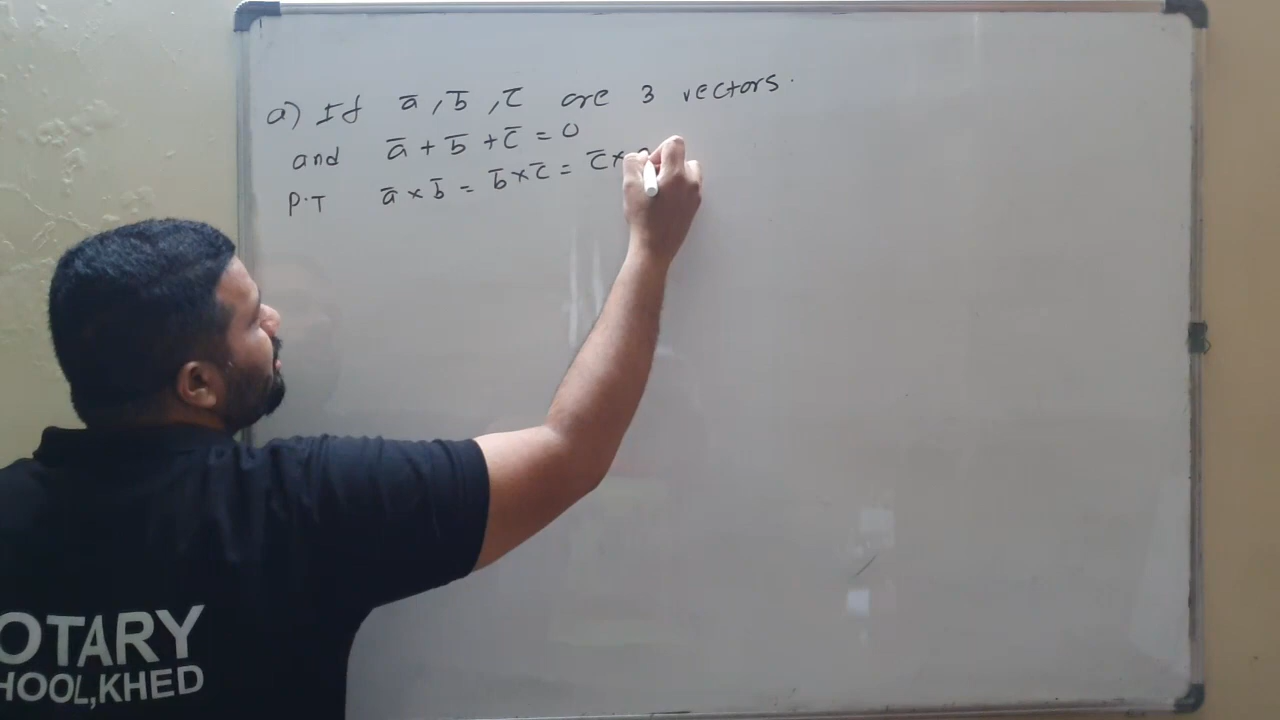 a) If a̅ , b̅ , c̅ are 3 vectors.
and a̅ + b̅ + c̅ = 0
P.T a̅ × b̅ = b̅ × c̅ = c̅ ×
OTARY
HOOL,KHED